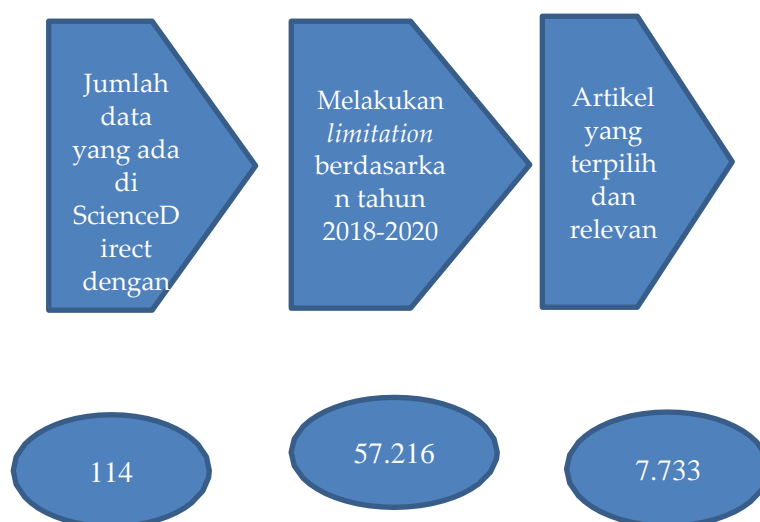 Jumlah
data
yang ada
di
ScienceD
irect
dengan
Melakukan
limitation
berdasarka
n tahun
2018-2020
Artikel
yang
terpilih
dan
relevan
114
57.216
7.733